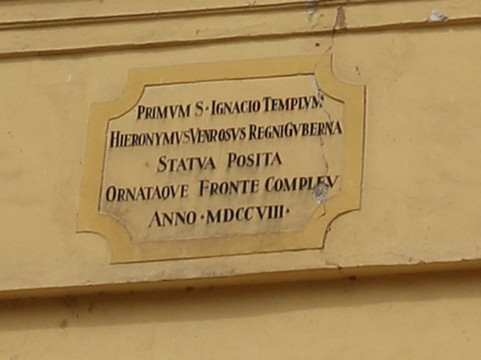 PRIMVM S·IGNACIO TEMPLVM
HIERONYMVS VENROSVS REGNI GVBERNA
STATVA POSITA
ORNATAQVE FRONTE COMPLEV
ANNO·MDCCVIII·